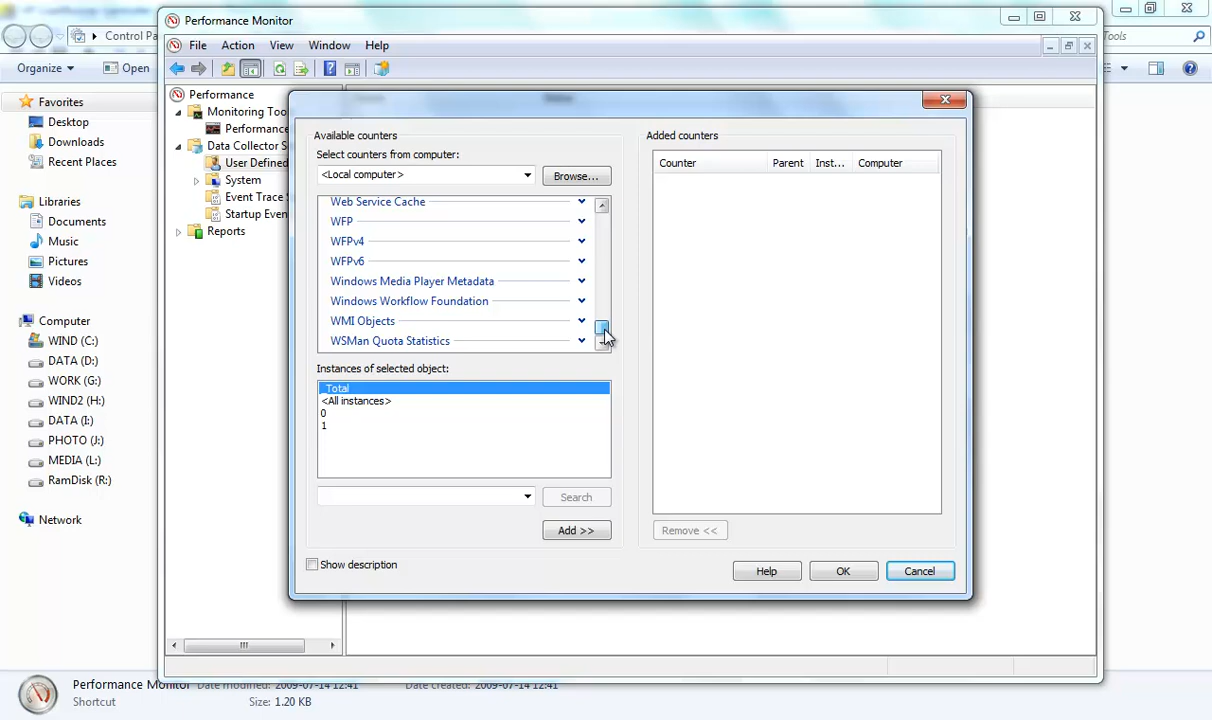 Performance Monitor
Control Pa
Tools
File Action View Window Help
Organize
Open
Performance
Monitoring Too
Performance
Data Collector S
User Defined
System
Event Trace S
Startup Even
Reports
Favorites
Desktop
Downloads
Recent Places
Libraries
Documents
Music
Pictures
Videos
Computer
WIND (C:)
DATA (D:)
WORK (G:)
WIND2 (H:)
DATA (I:)
PHOTO (J:)
MEDIA (L:)
RamDisk (R:)
Network
Available counters
Select counters from computer:
<Local computer>
Browse...
Web Service Cache
WFP
WFPv4
WFPv6
Windows Media Player Metadata
Windows Workflow Foundation
WMI Objects
WSMan Quota Statistics
Instances of selected object:
_Total
<All instances>
0
1
Search
Add >>
Show description
Added counters
Counter Parent Inst... Computer
Remove <<
Help
OK
Cancel
Performance Monitor Date modified: 2009-07-14 12:41 Date created: 2009-07-14 12:41
Shortcut Size: 1.20 KB